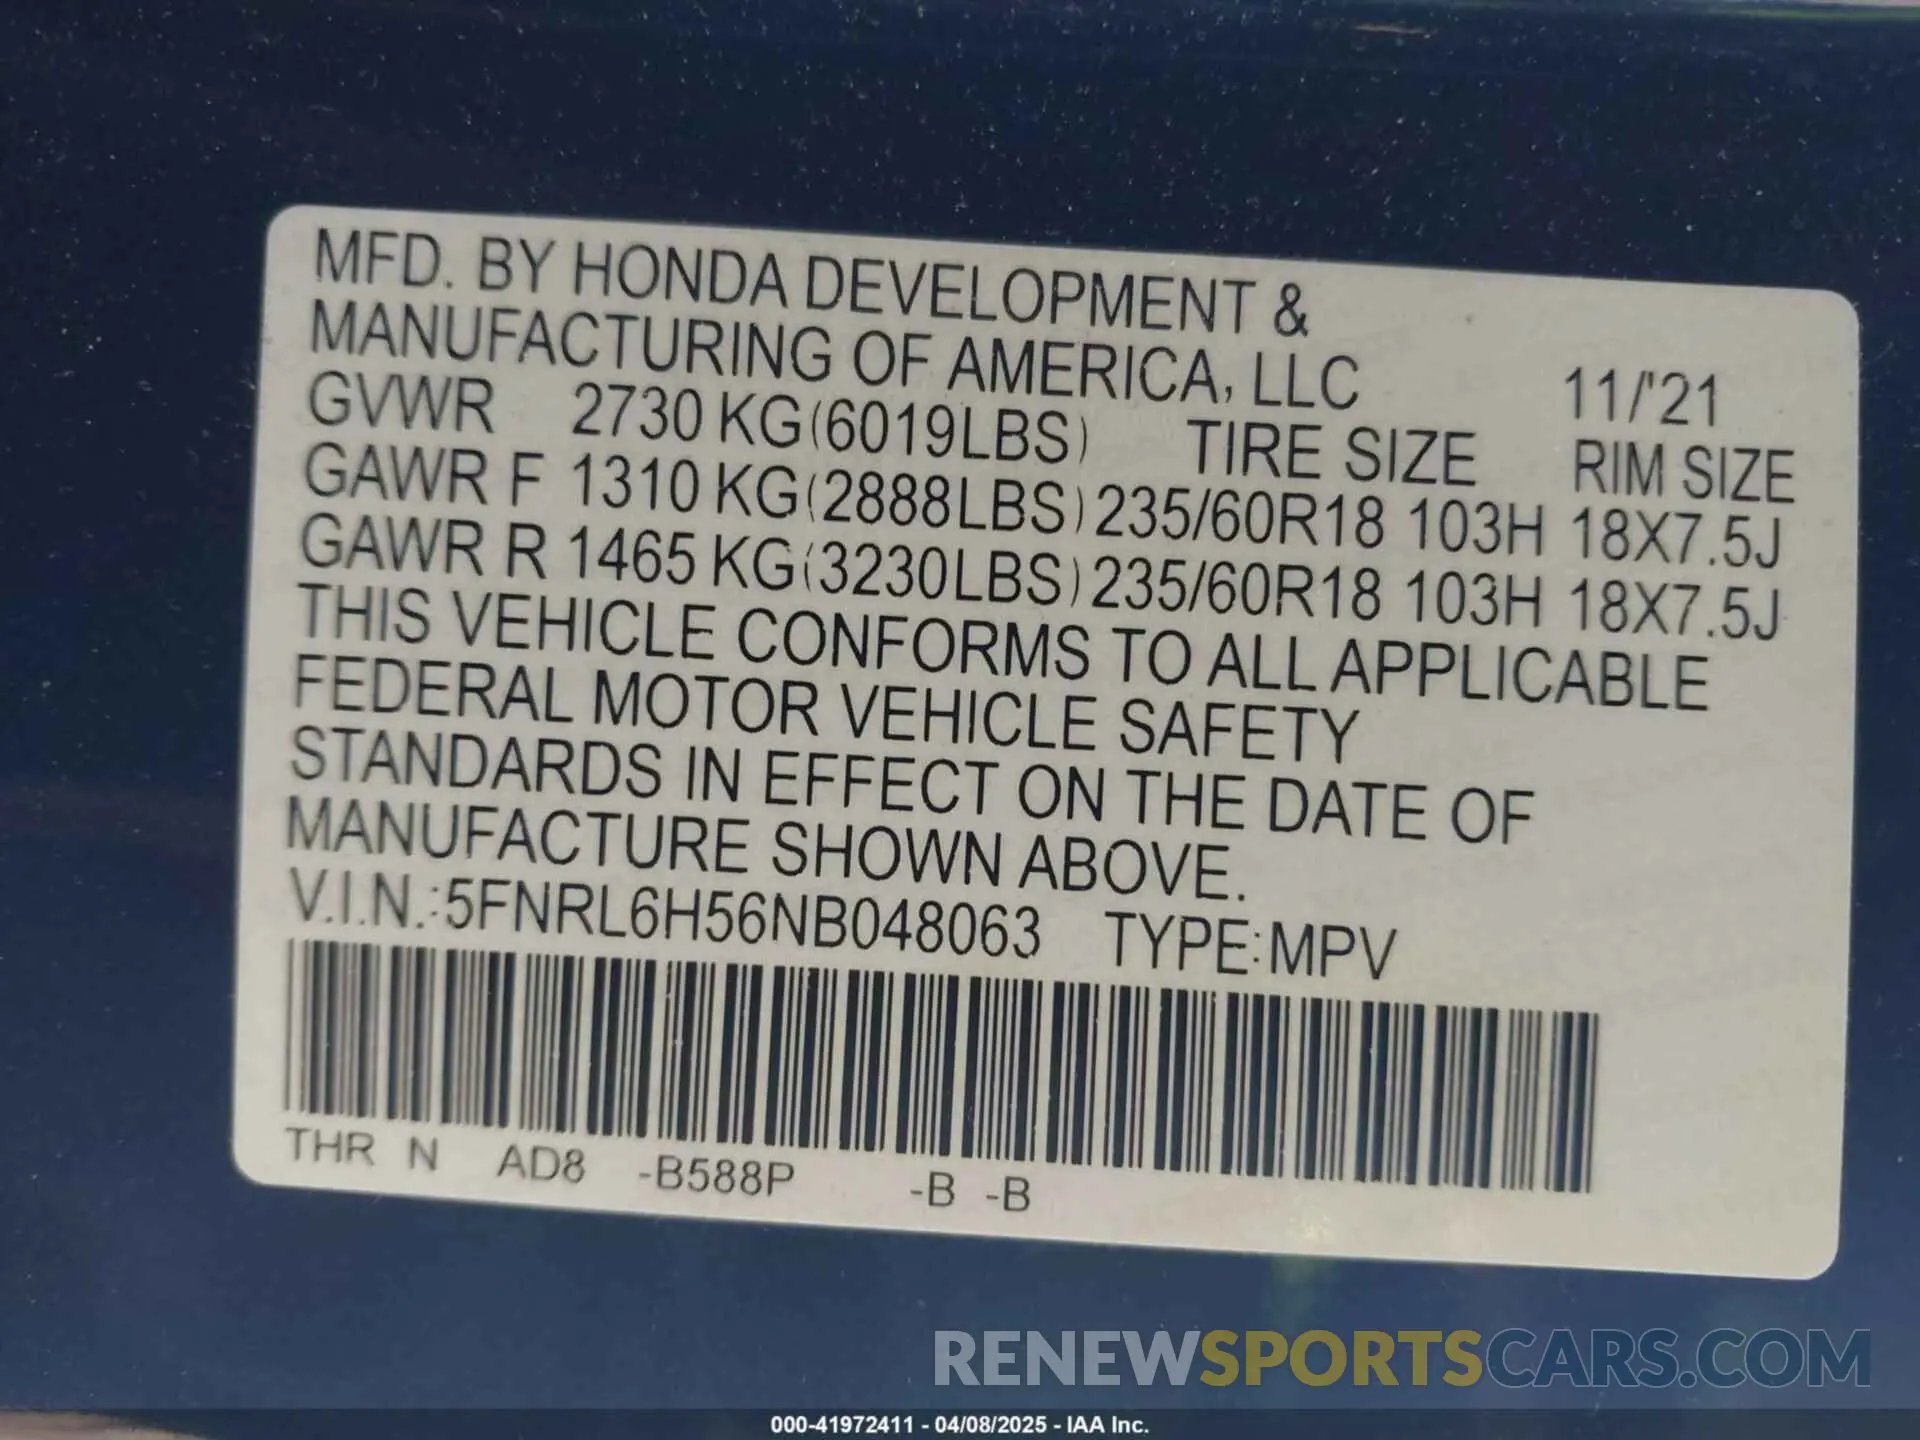 MFD. BY HONDA DEVELOPMENT &
MANUFACTURING OF AMERICA, LLC 11/'21
GVWR 2730 KG(6019LBS) TIRE SIZE RIM SIZE
GAWR F 1310 KG(2888LBS) 235/60R18 103H 18X7.5J
GAWR R 1465 KG(3230LBS) 235/60R18 103H 18X7.5J
THIS VEHICLE CONFORMS TO ALL APPLICABLE
FEDERAL MOTOR VEHICLE SAFETY
STANDARDS IN EFFECT ON THE DATE OF
MANUFACTURE SHOWN ABOVE.
V.I.N.:5FNRL6H56NB048063 TYPE:MPV
THR N AD8 -B588P -B -B
RENEWSPORTSCARS.COM
000-41972411 - 04/08/2025 - IAA Inc.